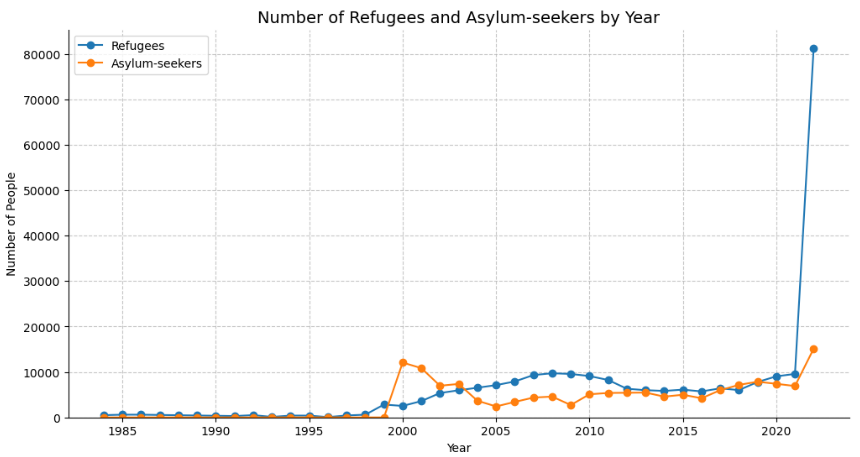 Number of Refugees and Asylum-seekers by Year
Refugees
Asylum-seekers
80000
70000
60000
50000
40000
30000
20000
10000
0
Number of People
1985 1990 1995 2000 2005 2010 2015 2020
Year